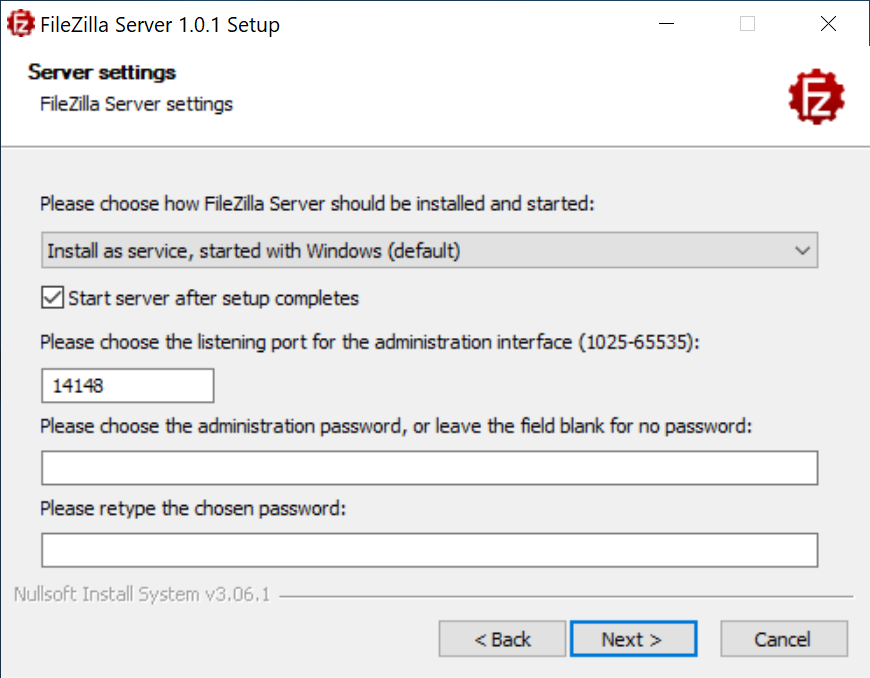 FileZilla Server 1.0.1 Setup
Server settings
FileZilla Server settings
Fz
Please choose how FileZilla Server should be installed and started:
Install as service, started with Windows (default)
Start server after setup completes
Please choose the listening port for the administration interface (1025-65535):
14148
Please choose the administration password, or leave the field blank for no password:
Please retype the chosen password:
Nullsoft Install System v3.06.1
< Back Next > Cancel